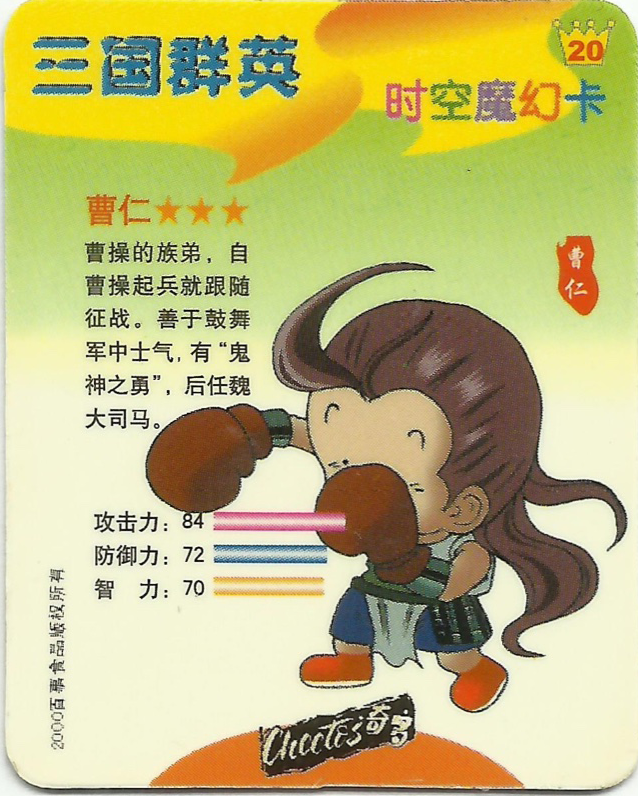 三国群英
20
时空魔幻卡
曹仁★★★
曹操的族弟，自
曹操起兵就跟随
征战。善于鼓舞
军中士气，有“鬼
神之勇”，后任魏
大司马。
曹仁
攻击力：84
防御力：72
智 力：70
2000百事食品版权所有
Cheetos奇多